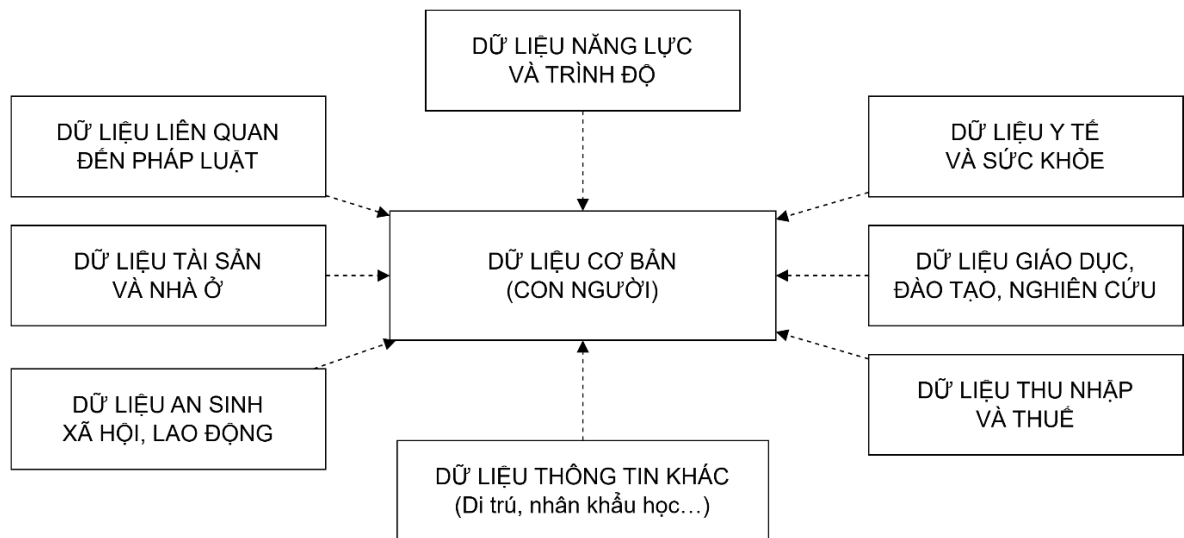 DỮ LIỆU NĂNG LỰC
VÀ TRÌNH ĐỘ
DỮ LIỆU LIÊN QUAN
ĐẾN PHÁP LUẬT
DỮ LIỆU Y TẾ
VÀ SỨC KHỎE
DỮ LIỆU TÀI SẢN
VÀ NHÀ Ở
DỮ LIỆU CƠ BẢN
(CON NGƯỜI)
DỮ LIỆU GIÁO DỤC,
ĐÀO TẠO, NGHIÊN CỨU
DỮ LIỆU AN SINH
XÃ HỘI, LAO ĐỘNG
DỮ LIỆU THU NHẬP
VÀ THUẾ
DỮ LIỆU THÔNG TIN KHÁC
(Di trú, nhân khẩu học…)